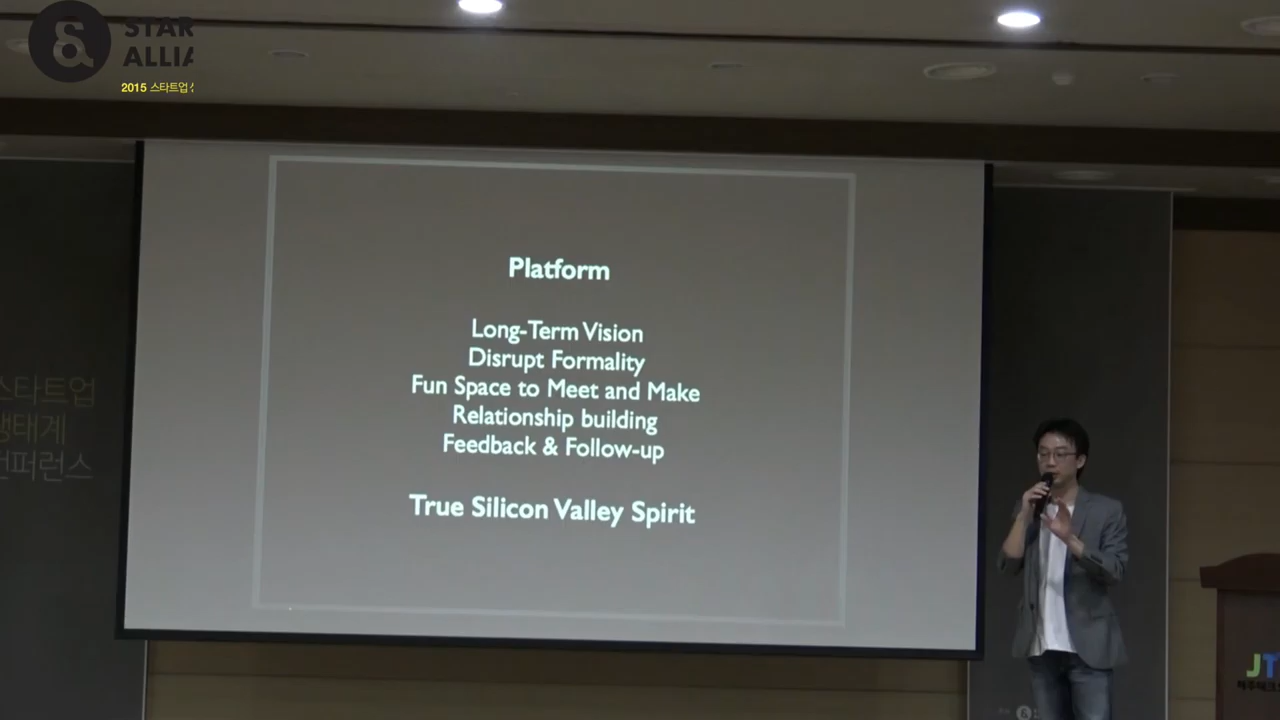 STAR
ALLIA
2015 스타트업
Platform
Long-Term Vision
Disrupt Formality
Fun Space to Meet and Make
Relationship building
Feedback & Follow-up
True Silicon Valley Spirit
스타트업
생태계
컨퍼런스
JT